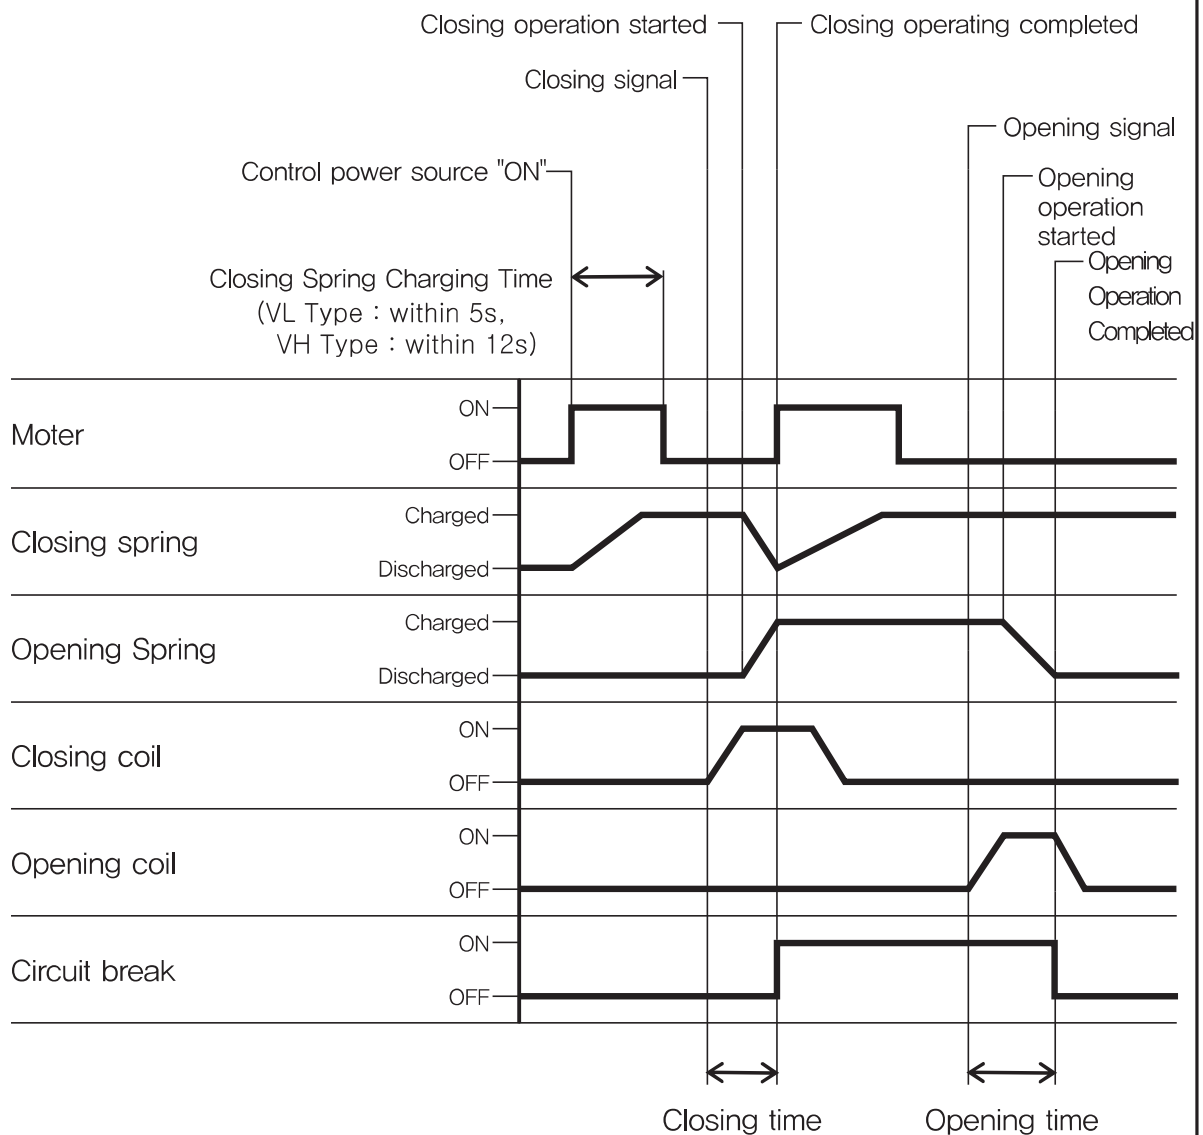 Closing operation started
Closing operating completed
Closing signal
Opening signal
Control power source "ON"
Opening
operation
started
Opening
Operation
Completed
Closing Spring Charging Time
(VL Type : within 5s,
VH Type : within 12s)
Moter
ON
OFF
Closing spring
Charged
Discharged
Opening Spring
Charged
Discharged
Closing coil
ON
OFF
Opening coil
ON
OFF
Circuit break
ON
OFF
Closing time
Opening time